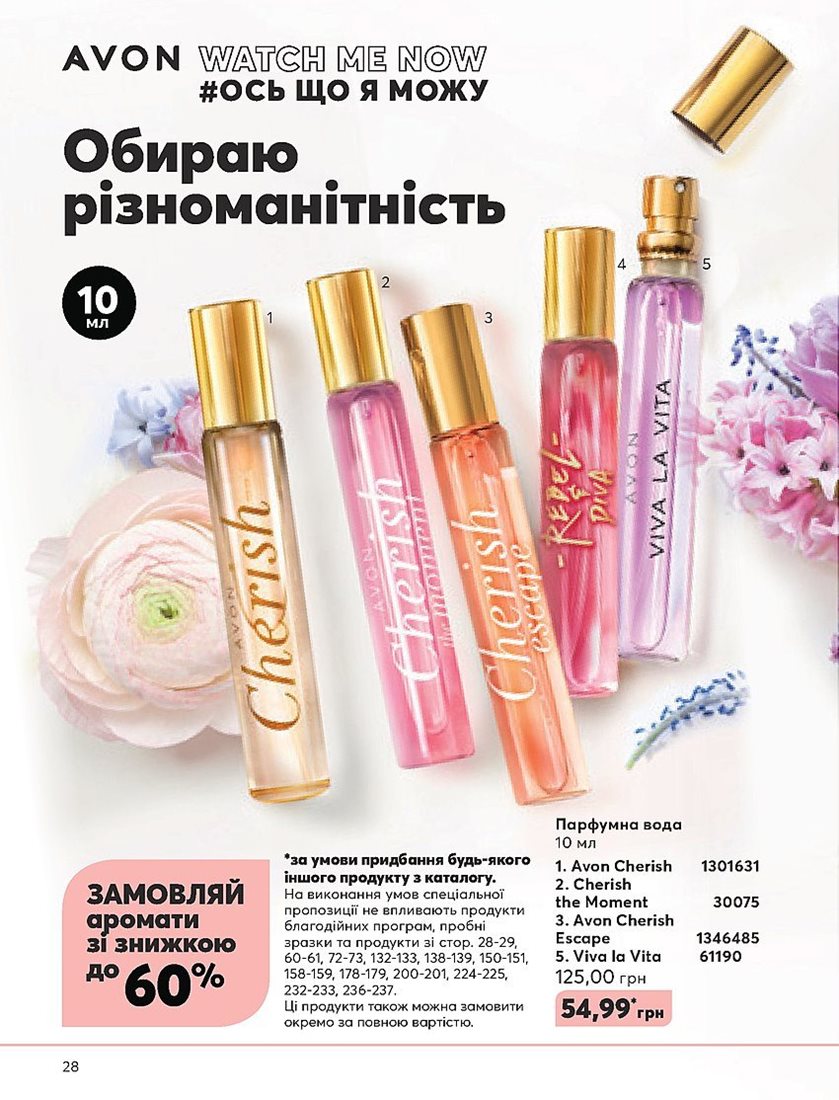 AVON WATCH ME NOW
#ОСЬ ЩО Я МОЖУ
Обираю
різноманітність
10
МЛ
1
2
3
4
5
AVON
Cherish
AVON
Cherish
the moment
Cherish
escape
-REBEL-
&
DIVA
AVON
VIVA LA VITA
ЗАМОВЛЯЙ
аромати
зі знижкою
до 60%
*за умови придбання будь-якого
іншого продукту з каталогу.
На виконання умов спеціальної
пропозиції не впливають продукти
благодійних програм, пробні
зразки та продукти зі стор. 28-29,
60-61, 72-73, 132-133, 138-139, 150-151,
158-159, 178-179, 200-201, 224-225,
232-233, 236-237.
Ці продукти також можна замовити
окремо за повною вартістю.
Парфумна вода
10 мл
1. Avon Cherish 1301631
2. Cherish
the Moment 30075
3. Avon Cherish
Escape 1346485
5. Viva la Vita 61190
125,00 грн
54,99* грн
28